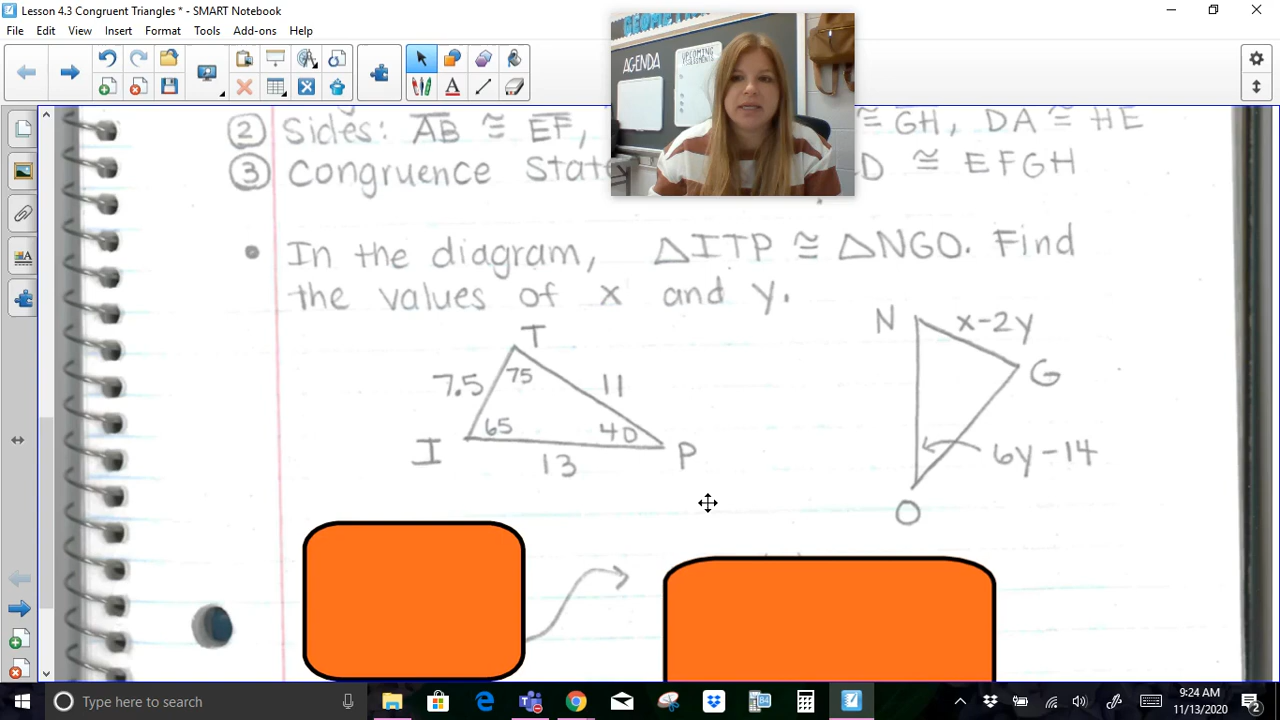 Lesson 4.3 Congruent Triangles * - SMART Notebook
File Edit View Insert Format Tools Add-ons Help
AGENDA
UPCOMING
② Sides: AB ≅ EF, ≅ GH, DA ≅ HE
③ Congruence State D ≅ EFGH
• In the diagram, △ITP ≅ △NGO. Find
the values of x and y.
T
7.5
75
11
65
40
I
13
P
N
x-2y
G
6y-14
O
Type here to search
9:24 AM
11/13/2020
2